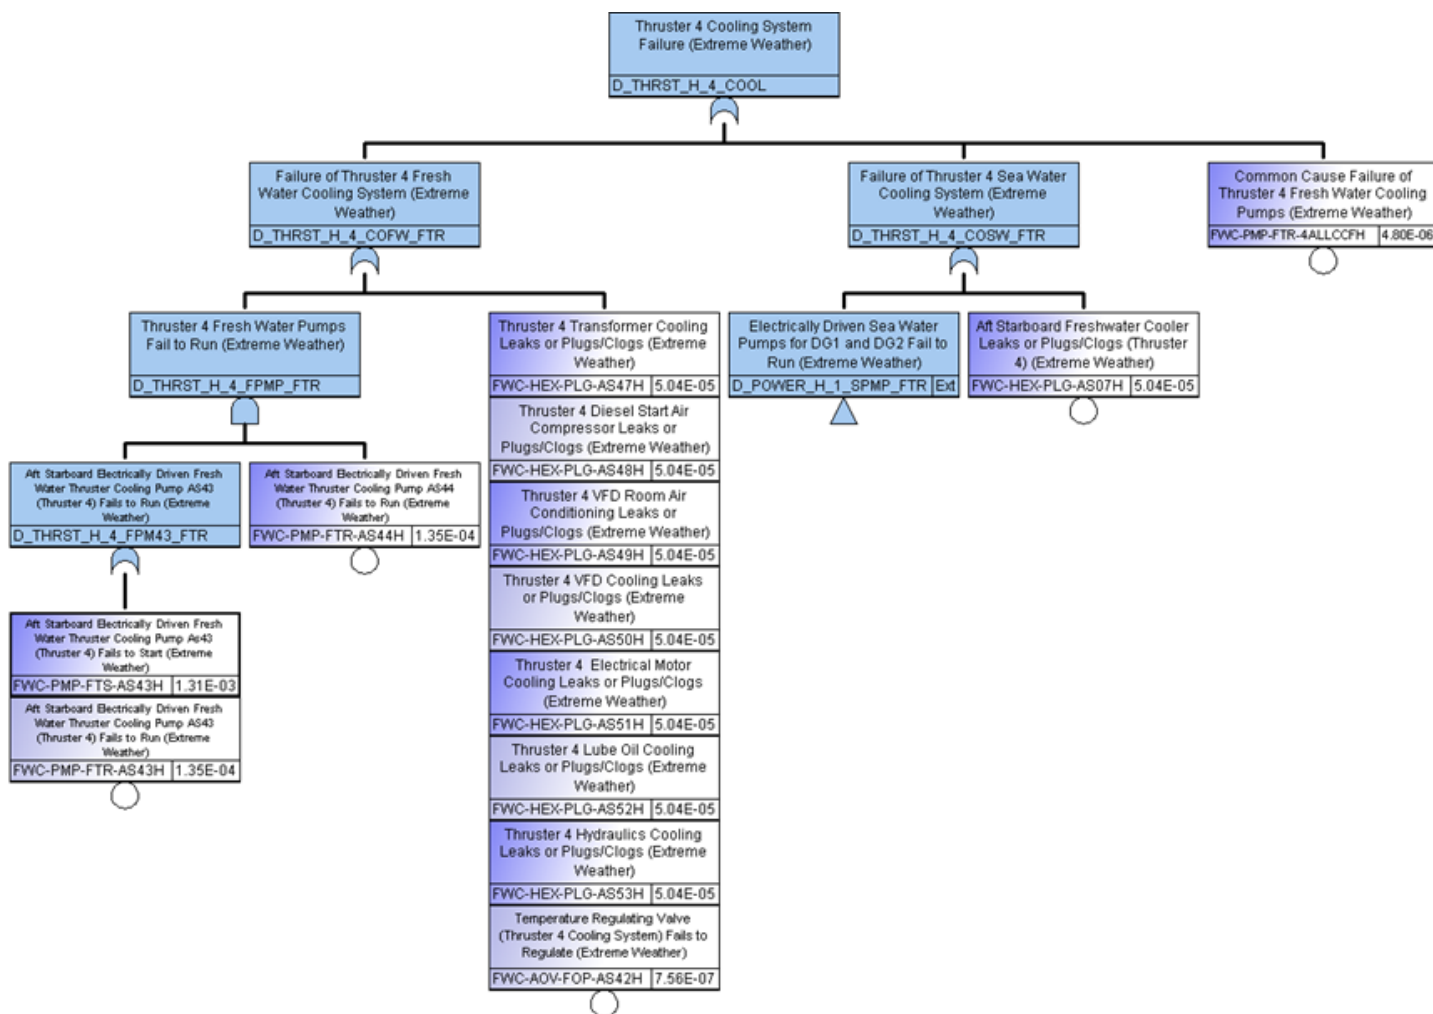 Thruster 4 Cooling System
Failure (Extreme Weather)
D_THRST_H_4_COOL
Failure of Thruster 4 Fresh
Water Cooling System (Extreme
Weather)
D_THRST_H_4_COFW_FTR
Failure of Thruster 4 Sea Water
Cooling System (Extreme
Weather)
D_THRST_H_4_COSW_FTR
Common Cause Failure of
Thruster 4 Fresh Water Cooling
Pumps (Extreme Weather)
FWC-PMP-FTR-4ALLCCFH 4.80E-06
Thruster 4 Fresh Water Pumps
Fail to Run (Extreme Weather)
D_THRST_H_4_FPMP_FTR
Thruster 4 Transformer Cooling
Leaks or Plugs/Clogs (Extreme
Weather)
FWC-HEX-PLG-AS47H 5.04E-05
Electrically Driven Sea Water
Pumps for DG1 and DG2 Fail to
Run (Extreme Weather)
D_POWER_H_1_SPMP_FTR Ext
Aft Starboard Freshwater Cooler
Leaks or Plugs/Clogs (Thruster
4) (Extreme Weather)
FWC-HEX-PLG-AS07H 5.04E-05
Thruster 4 Diesel Start Air
Compressor Leaks or
Plugs/Clogs (Extreme Weather)
FWC-HEX-PLG-AS48H 5.04E-05
Aft Starboard Electrically Driven Fresh
Water Thruster Cooling Pump AS43
(Thruster 4) Fails to Run (Extreme
Weather)
D_THRST_H_4_FPM43_FTR
Aft Starboard Electrically Driven Fresh
Water Thruster Cooling Pump AS44
(Thruster 4) Fails to Run (Extreme
Weather)
FWC-PMP-FTR-AS44H 1.35E-04
Thruster 4 VFD Room Air
Conditioning Leaks or
Plugs/Clogs (Extreme Weather)
FWC-HEX-PLG-AS49H 5.04E-05
Thruster 4 VFD Cooling Leaks
or Plugs/Clogs (Extreme
Weather)
FWC-HEX-PLG-AS50H 5.04E-05
Aft Starboard Electrically Driven Fresh
Water Thruster Cooling Pump As43
(Thruster 4) Fails to Start (Extreme
Weather)
FWC-PMP-FTS-AS43H 1.31E-03
Thruster 4 Electrical Motor
Cooling Leaks or Plugs/Clogs
(Extreme Weather)
FWC-HEX-PLG-AS51H 5.04E-05
Aft Starboard Electrically Driven Fresh
Water Thruster Cooling Pump AS43
(Thruster 4) Fails to Run (Extreme
Weather)
FWC-PMP-FTR-AS43H 1.35E-04
Thruster 4 Lube Oil Cooling
Leaks or Plugs/Clogs (Extreme
Weather)
FWC-HEX-PLG-AS52H 5.04E-05
Thruster 4 Hydraulics Cooling
Leaks or Plugs/Clogs (Extreme
Weather)
FWC-HEX-PLG-AS53H 5.04E-05
Temperature Regulating Valve
(Thruster 4 Cooling System) Fails to
Regulate (Extreme Weather)
FWC-AOV-FOP-AS42H 7.56E-07